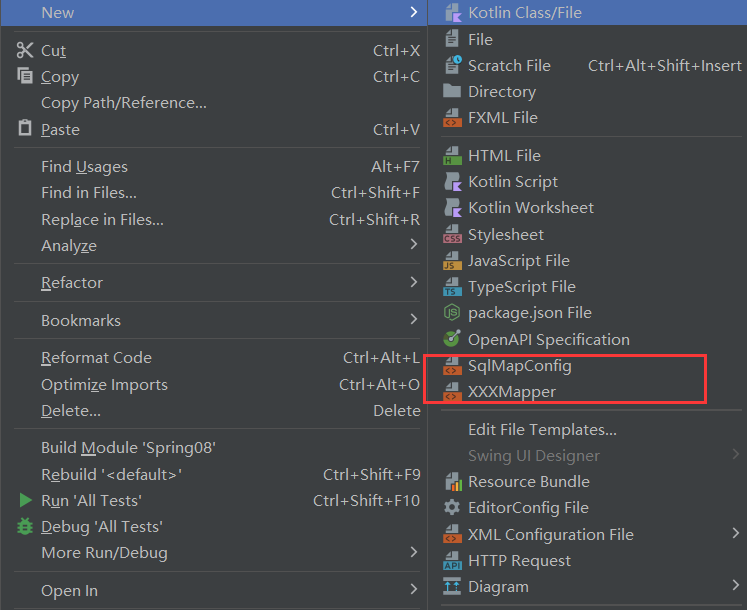 New
Cut Ctrl+X
Copy Ctrl+C
Copy Path/Reference...
Paste Ctrl+V
Find Usages Alt+F7
Find in Files... Ctrl+Shift+F
Replace in Files... Ctrl+Shift+R
Analyze
Refactor
Bookmarks
Reformat Code Ctrl+Alt+L
Optimize Imports Ctrl+Alt+O
Delete... Delete
Build Module 'Spring08'
Rebuild '<default>' Ctrl+Shift+F9
Run 'All Tests' Ctrl+Shift+F10
Debug 'All Tests'
More Run/Debug
Open In
Kotlin Class/File
File
Scratch File Ctrl+Alt+Shift+Insert
Directory
FXML File
H HTML File
Kotlin Script
Kotlin Worksheet
CSS Stylesheet
JS JavaScript File
TS TypeScript File
JS package.json File
OpenAPI Specification
SqlMapConfig
XXXMapper
Edit File Templates...
Swing UI Designer
Resource Bundle
EditorConfig File
XML Configuration File
API HTTP Request
Diagram